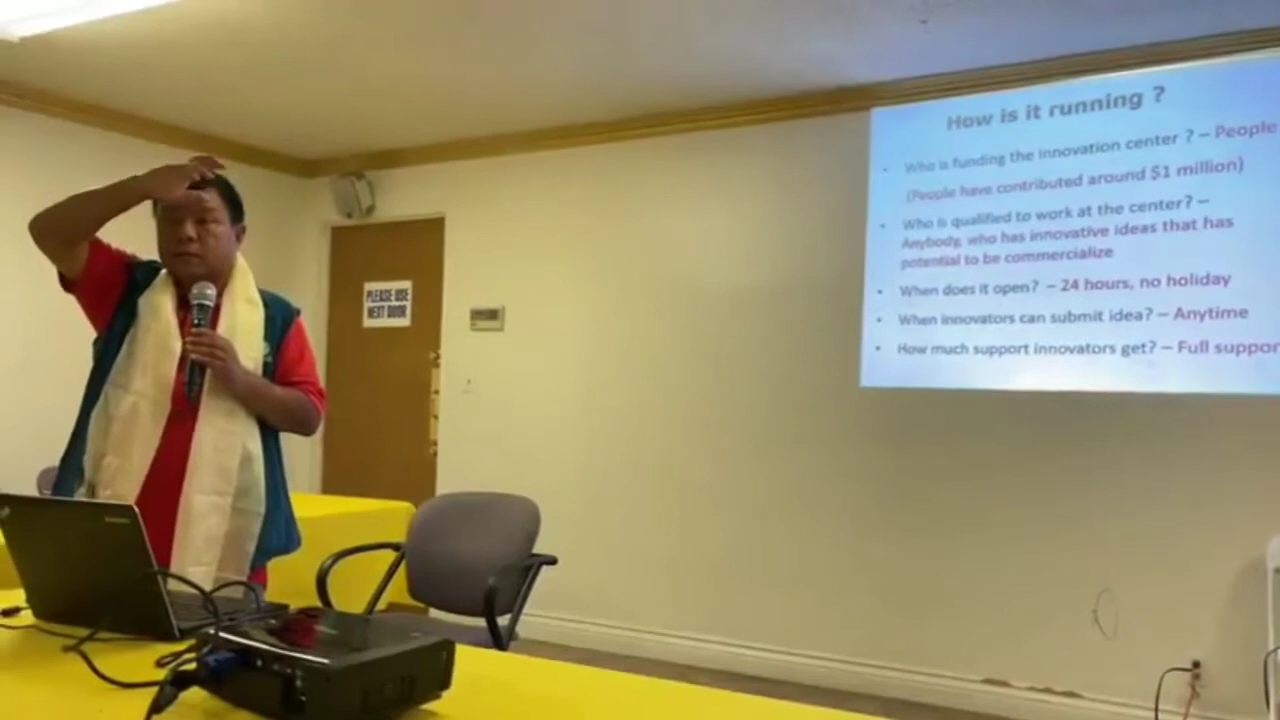 PLEASE USE
NEXT DOOR
How is it running ?
• Who is funding the innovation center ? – People
(People have contributed around $1 million)
• Who is qualified to work at the center? –
Anybody, who has innovative ideas that has
potential to be commercialize
• When does it open? – 24 hours, no holiday
• When innovators can submit idea? – Anytime
• How much support innovators get? – Full suppor